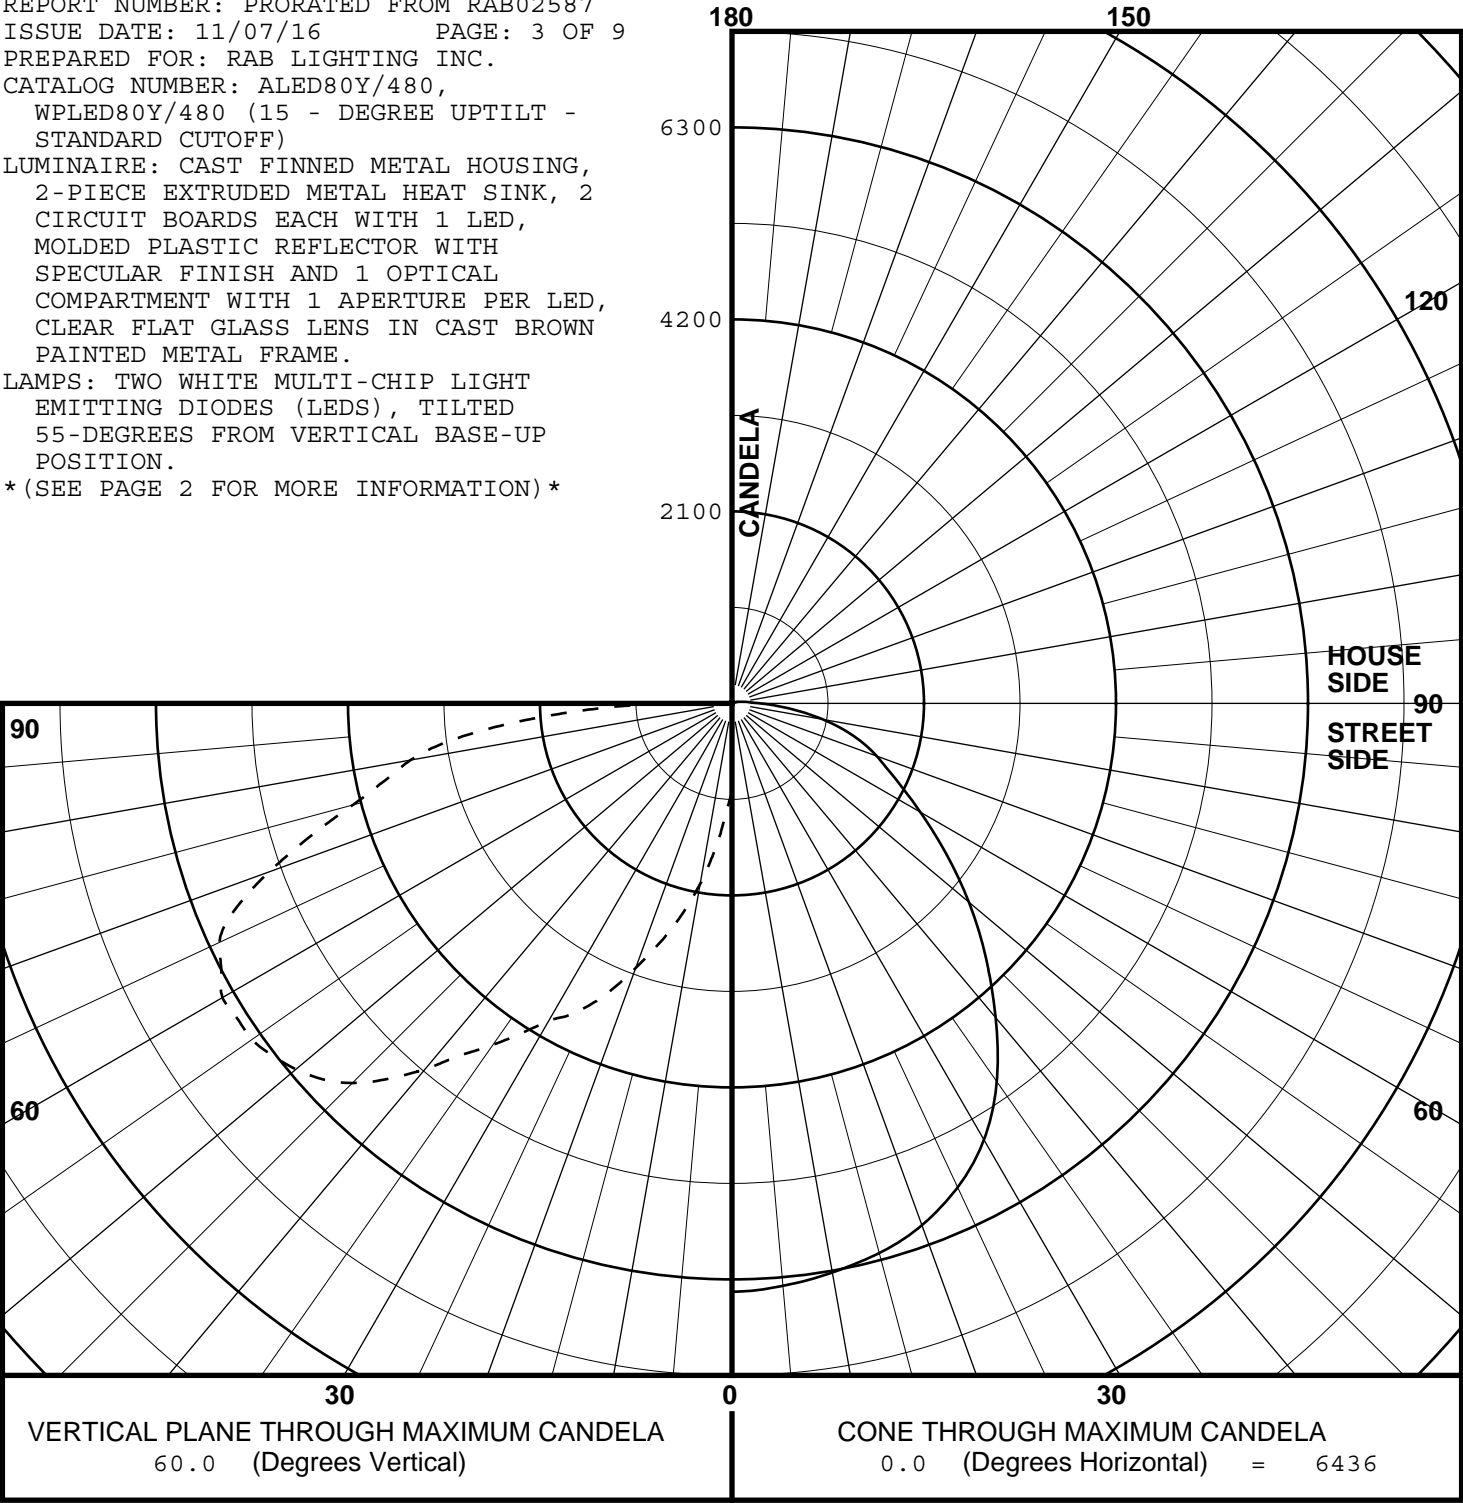 REPORT NUMBER: PRORATED FROM RAB02587
ISSUE DATE: 11/07/16 PAGE: 3 OF 9
PREPARED FOR: RAB LIGHTING INC.
CATALOG NUMBER: ALED80Y/480,
WPLED80Y/480 (15 - DEGREE UPTILT -
STANDARD CUTOFF)
LUMINAIRE: CAST FINNED METAL HOUSING,
2-PIECE EXTRUDED METAL HEAT SINK, 2
CIRCUIT BOARDS EACH WITH 1 LED,
MOLDED PLASTIC REFLECTOR WITH
SPECULAR FINISH AND 1 OPTICAL
COMPARTMENT WITH 1 APERTURE PER LED,
CLEAR FLAT GLASS LENS IN CAST BROWN
PAINTED METAL FRAME.
LAMPS: TWO WHITE MULTI-CHIP LIGHT
EMITTING DIODES (LEDS), TILTED
55-DEGREES FROM VERTICAL BASE-UP
POSITION.
*(SEE PAGE 2 FOR MORE INFORMATION)*
180
150
6300
120
4200
CANDELA
2100
HOUSE
SIDE
90
90
STREET
SIDE
60
60
30
0
30
VERTICAL PLANE THROUGH MAXIMUM CANDELA
60.0 (Degrees Vertical)
CONE THROUGH MAXIMUM CANDELA
0.0 (Degrees Horizontal) = 6436